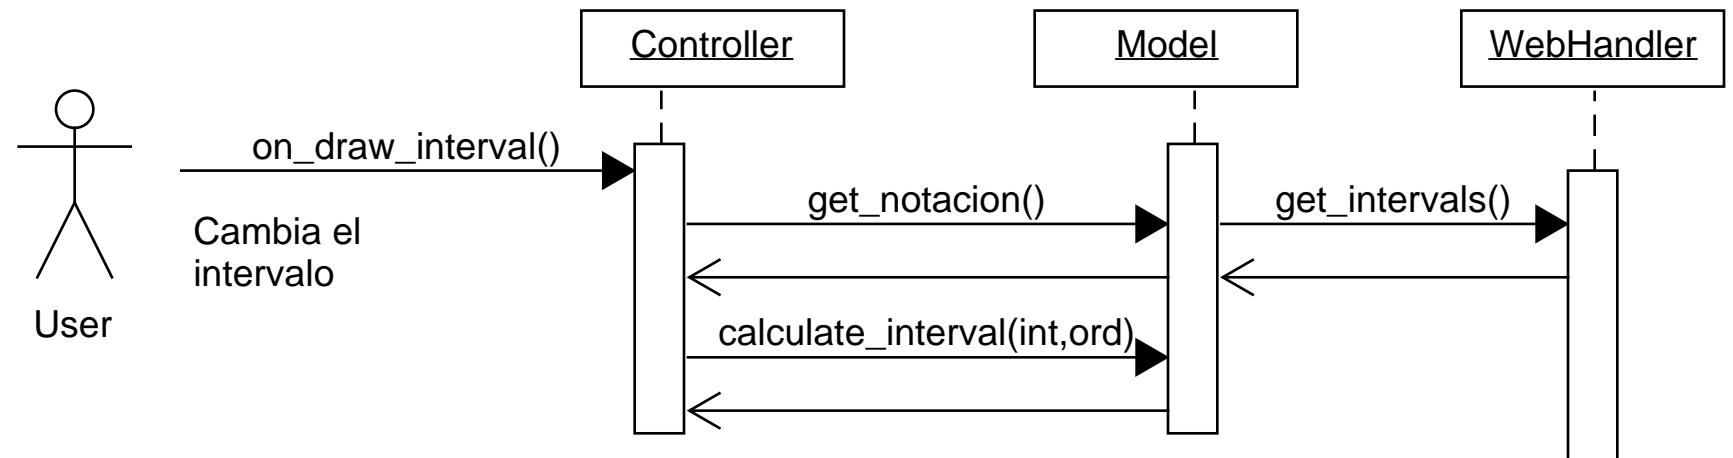 Controller
Model
WebHandler
on_draw_interval()
get_notacion()
get_intervals()
Cambia el
intervalo
User
calculate_interval(int,ord)